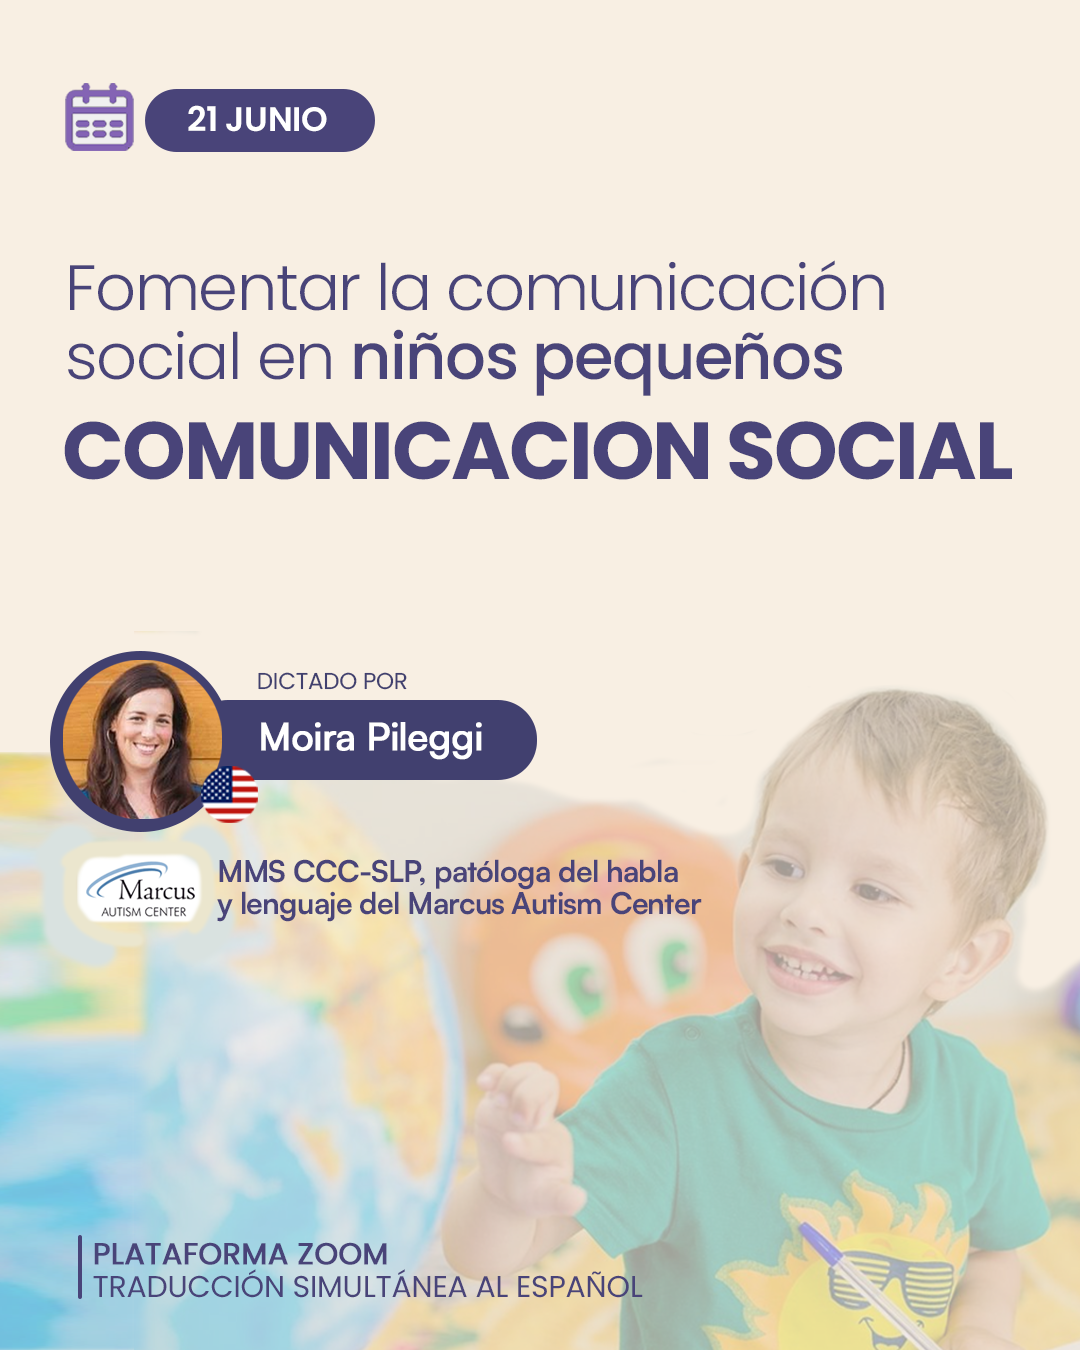 21 JUNIO
Fomentar la comunicación
social en niños pequeños
COMUNICACION SOCIAL
DICTADO POR
Moira Pileggi
Marcus
AUTISM CENTER
MMS CCC-SLP, patóloga del habla
y lenguaje del Marcus Autism Center
PLATAFORMA ZOOM
TRADUCCIÓN SIMULTÁNEA AL ESPAÑOL